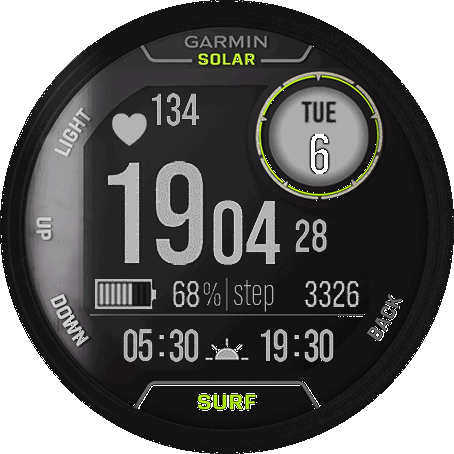 GARMIN
SOLAR
134
TUE
6
LIGHT
UP
DOWN
BACK
19 04 28
68% | step 3326
05:30 19:30
SURF